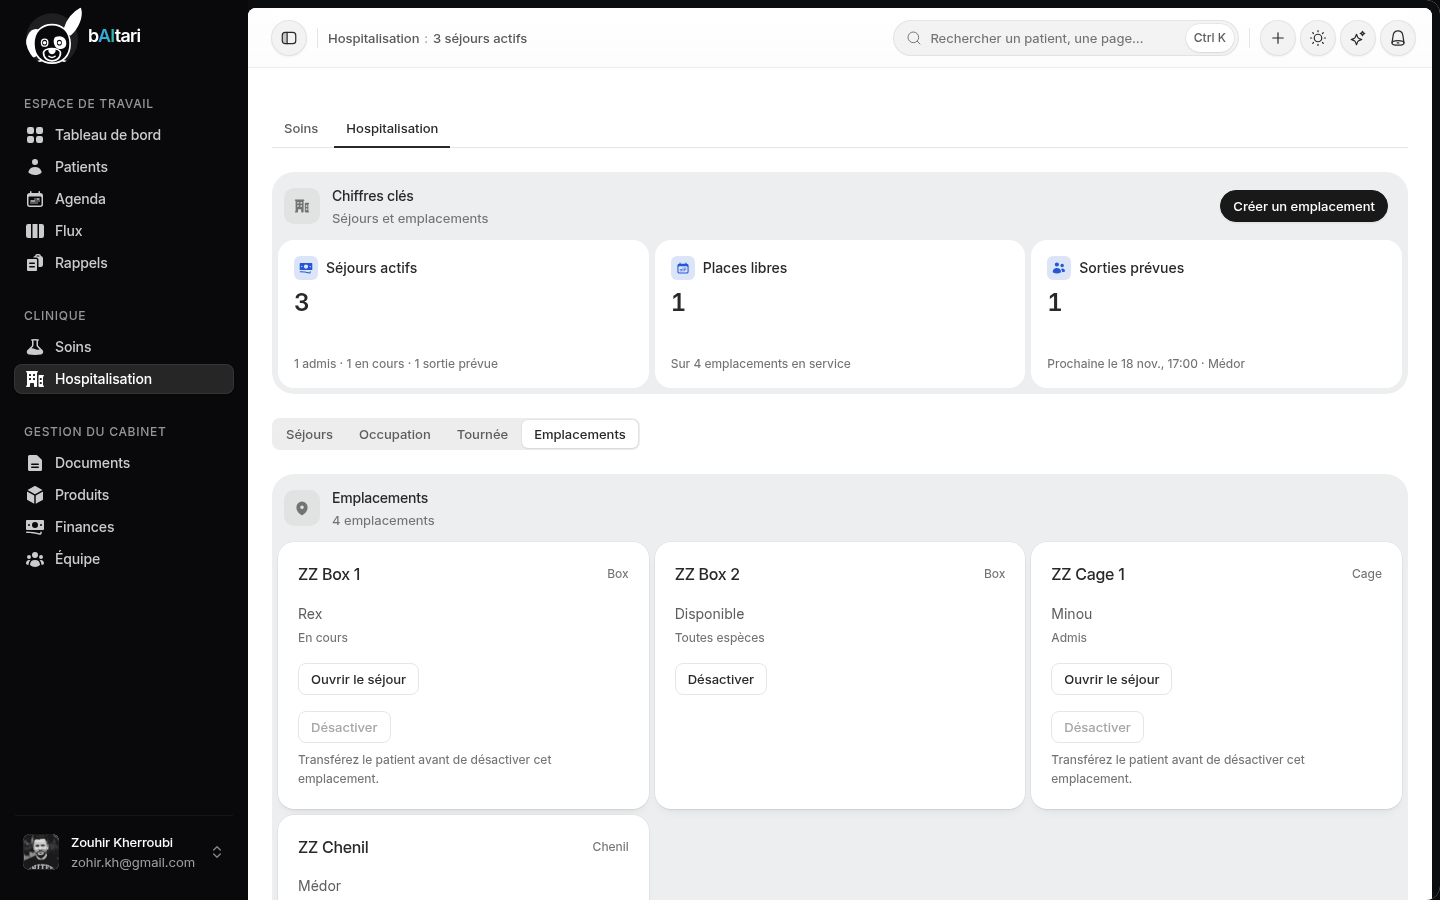 bAItari
ESPACE DE TRAVAIL
Tableau de bord
Patients
Agenda
Flux
Rappels
CLINIQUE
Soins
Hospitalisation
GESTION DU CABINET
Documents
Produits
Finances
Équipe
Zouhir Kherroubi
zohir.kh@gmail.com
Hospitalisation : 3 séjours actifs
Rechercher un patient, une page...
Ctrl K
Soins
Hospitalisation
Chiffres clés
Séjours et emplacements
Créer un emplacement
Séjours actifs
3
1 admis · 1 en cours · 1 sortie prévue
Places libres
1
Sur 4 emplacements en service
Sorties prévues
1
Prochaine le 18 nov., 17:00 · Médor
Séjours
Occupation
Tournée
Emplacements
Emplacements
4 emplacements
ZZ Box 1
Box
Rex
En cours
Ouvrir le séjour
Désactiver
Transférez le patient avant de désactiver cet
emplacement.
ZZ Box 2
Box
Disponible
Toutes espèces
Désactiver
ZZ Cage 1
Cage
Minou
Admis
Ouvrir le séjour
Désactiver
Transférez le patient avant de désactiver cet
emplacement.
ZZ Chenil
Chenil
Médor